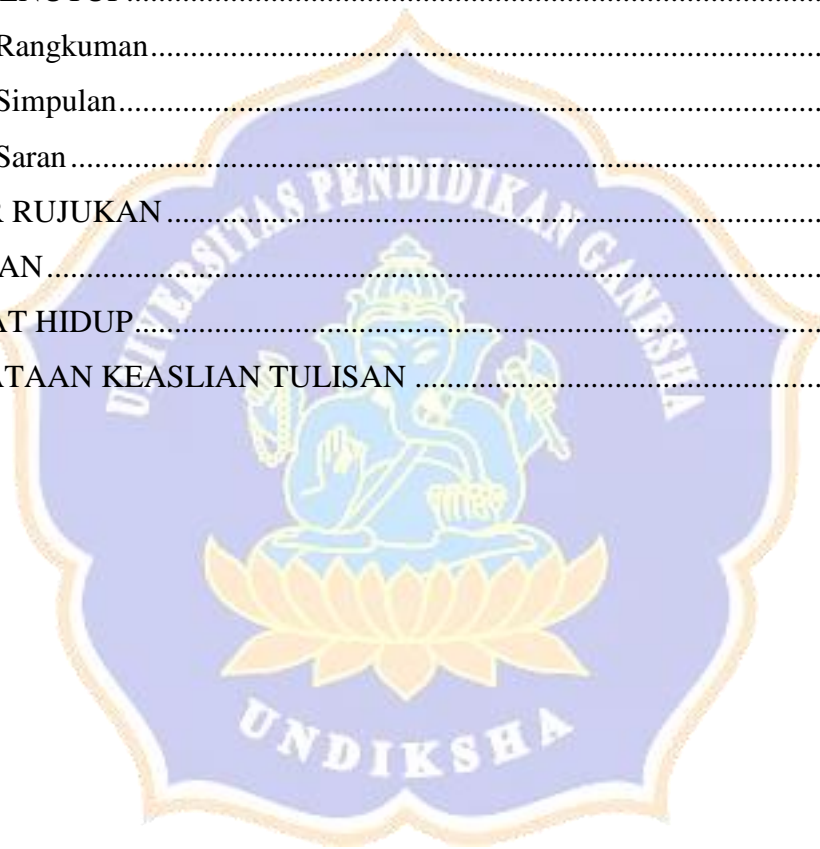 Rangkuman..........................................................................................
Simpulan..............................................................................................
Saran....................................................................................................
RUJUKAN........................................................................................
AN.......................................................................................................
AT HIDUP...........................................................................................
ATAAN KEASLIAN TULISAN ......................................................
UNIVERSITAS PENDIDIKAN GANESHA
UNDIKSHA